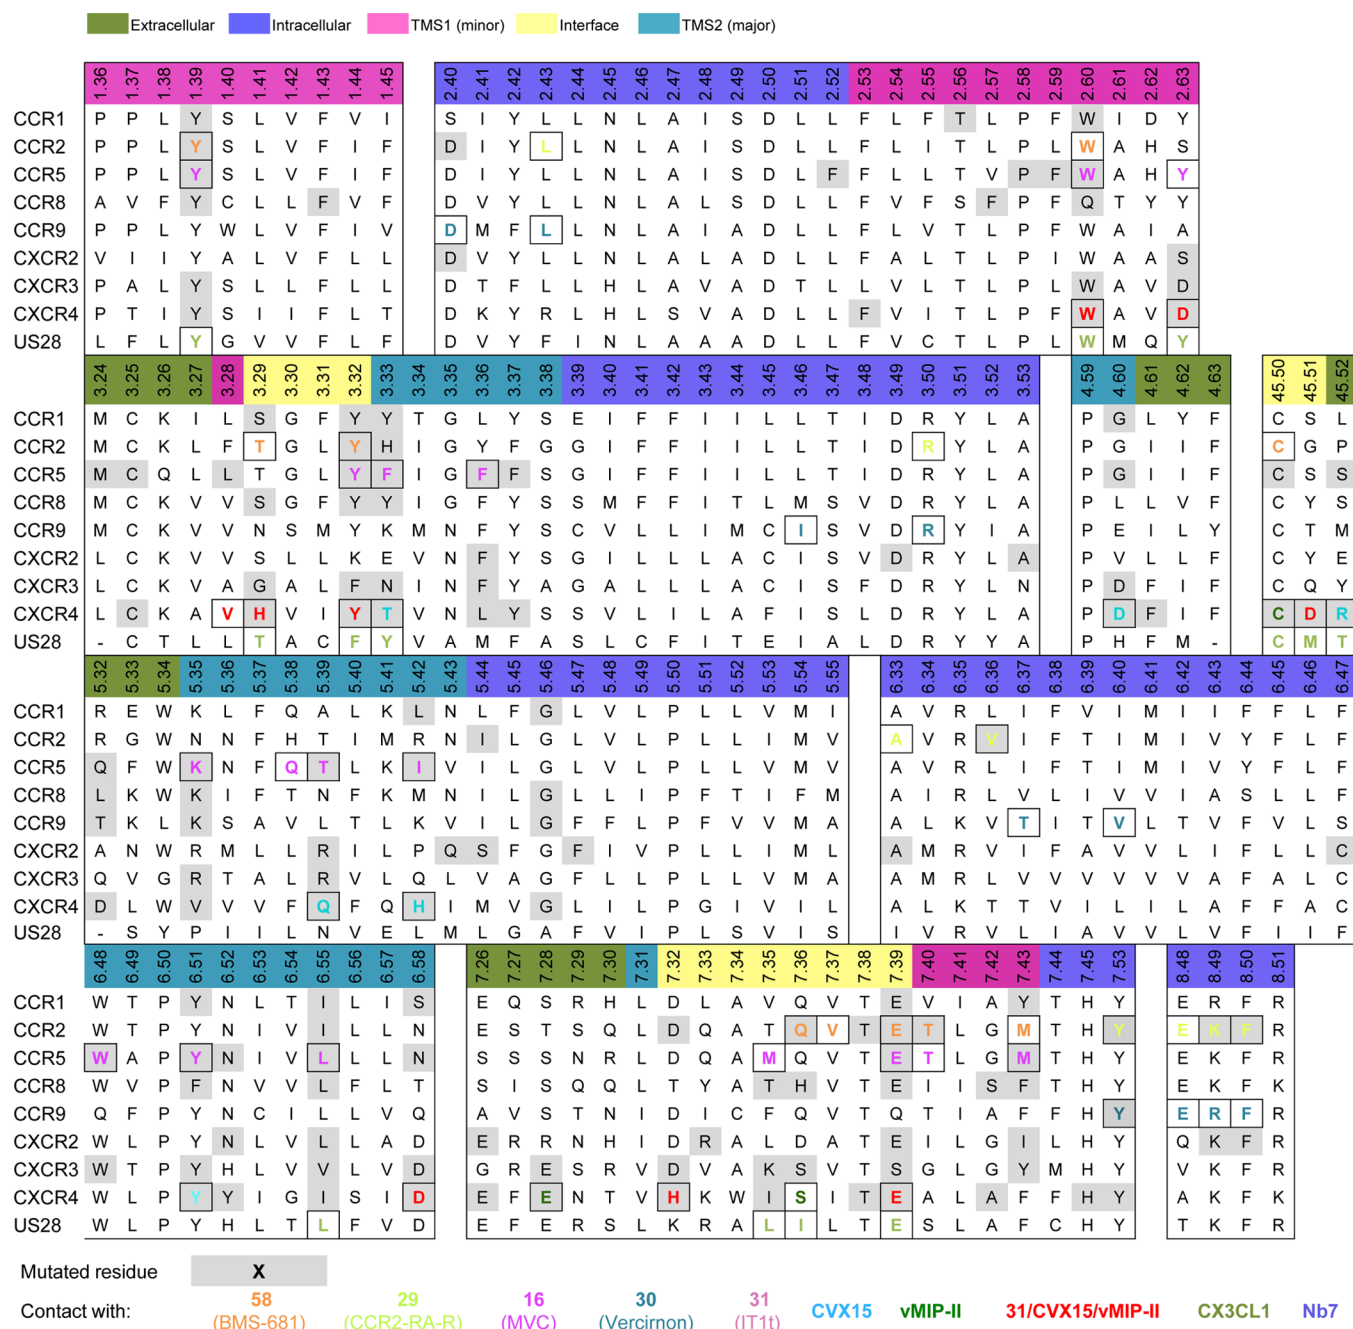 Extracellular Intracellular TMS1 (minor) Interface TMS2 (major)
1.36 1.37 1.38 1.39 1.40 1.41 1.42 1.43 1.44 1.45 2.40 2.41 2.42 2.43 2.44 2.45 2.46 2.47 2.48 2.49 2.50 2.51 2.52 2.53 2.54 2.55 2.56 2.57 2.58 2.59 2.60 2.61 2.62 2.63
CCR1 P P L Y S L V F V I S I Y L L N L A I S D L L F L F T L P F W I D Y
CCR2 P P L Y S L V F I F D I Y L L N L A I S D L L F L I T L P L W A H S
CCR5 P P L Y S L V F I F D I Y L L N L A I S D L F F L L T V P F W A H Y
CCR8 A V F Y C L L F V F D V Y L L N L A L S D L L F V F S F P F Q T Y Y
CCR9 P P L Y W L V F I V D M F L L N L A I A D L L F L V T L P F W A I A
CXCR2 V I I Y A L V F L L D V Y L L N L A L A D L L F A L T L P I W A A S
CXCR3 P A L Y S L L F L L D T F L L H L A V A D T L L V L T L P L W A V D
CXCR4 P T I Y S I I F L T D K Y R L H L S V A D L L F V I T L P F W A V D
US28 L F L Y G V V F L F D V Y F I N L A A A D L L F V C T L P L W M Q Y
3.24 3.25 3.26 3.27 3.28 3.29 3.30 3.31 3.32 3.33 3.34 3.35 3.36 3.37 3.38 3.39 3.40 3.41 3.42 3.43 3.44 3.45 3.46 3.47 3.48 3.49 3.50 3.51 3.52 3.53 4.59 4.60 4.61 4.62 4.63 45.50 45.51 45.52
CCR1 M C K I L S G F Y Y T G L Y S E I F F I I L L T I D R Y L A P G L Y F C S L
CCR2 M C K L F T G L Y H I G Y F G G I F F I I L L T I D R Y L A P G I I F C G P
CCR5 M C Q L L T G L Y F I G F F S G I F F I I L L T I D R Y L A P G I I F C S S
CCR8 M C K V V S G F Y Y I G F Y S S M F F I T L M S V D R Y L A P L L V F C Y S
CCR9 M C K V V N S M Y K M N F Y S C V L L I M C I S V D R Y I A P E I L Y C T M
CXCR2 L C K V V S L L K E V N F Y S G I L L L A C I S V D R Y L A P V L L F C Y E
CXCR3 L C K V A G A L F N I N F Y A G A L L L A C I S F D R Y L N P D F I F C Q Y
CXCR4 L C K A V H V I Y T V N L Y S S V L I L A F I S L D R Y L A P D F I F C D R
US28 - C T L L T A C F Y V A M F A S L C F I T E I A L D R Y Y A P H F M - C M T
5.32 5.33 5.34 5.35 5.36 5.37 5.38 5.39 5.40 5.41 5.42 5.43 5.44 5.45 5.46 5.47 5.48 5.49 5.50 5.51 5.52 5.53 5.54 5.55 6.33 6.34 6.35 6.36 6.37 6.38 6.39 6.40 6.41 6.42 6.43 6.44 6.45 6.46 6.47
CCR1 R E W K L F Q A L K L N L F G L V L P L L V M I A V R L I F V I M I I F F L F
CCR2 R G W N N F H T I M R N I L G L V L P L L I M V A V R V I F T I M I V Y F L F
CCR5 Q F W K N F Q T L K I V I L G L V L P L L V M V A V R L I F T I M I V Y F L F
CCR8 L K W K I F T N F K M N I L G L L I P F T I F M A I R L V L I V V I A S L L F
CCR9 T K L K S A V L T L K V I L G F F L P F V V M A A L K V T I T V L T V F V L S
CXCR2 A N W R M L L R I L P Q S F G F I V P L L I M L A M R V I F A V V L I F L L C
CXCR3 Q V G R T A L R V L Q L V A G F L L P L L V M A A M R L V V V V V V A F A L C
CXCR4 D L W V V V F Q F Q H I M V G L I L P G I V I L A L K T T V I L I L A F F A C
US28 - S Y P I I L N V E L M L G A F V I P L S V I S I V R V L I A V V L V F I I F
6.48 6.49 6.50 6.51 6.52 6.53 6.54 6.55 6.56 6.57 6.58 7.26 7.27 7.28 7.29 7.30 7.31 7.32 7.33 7.34 7.35 7.36 7.37 7.38 7.39 7.40 7.41 7.42 7.43 7.44 7.45 7.53 8.48 8.49 8.50 8.51
CCR1 W T P Y N L T I L I S E Q S R H L D L A V Q V T E V I A Y T H Y E R F R
CCR2 W T P Y N I V I L L N E S T S Q L D Q A T Q V T E T L G M T H Y E K F R
CCR5 W A P Y N I V L L L N S S S N R L D Q A M Q V T E T L G M T H Y E K F R
CCR8 W V P F N V V L F L T S I S Q Q L T Y A T H V T E I I S F T H Y E K F K
CCR9 Q F P Y N C I L L V Q A V S T N I D I C F Q V T Q T I A F F H Y E R F R
CXCR2 W L P Y N L V L L A D E R R N H I D R A L D A T E I L G I L H Y Q K F R
CXCR3 W T P Y H L V V L V D G R E S R V D V A K S V T S G L G Y M H Y V K F R
CXCR4 W L P Y Y I G I S I D E F E N T V H K W I S I T E A L A F F H Y A K F K
US28 W L P Y H L T L F V D E F E R S L K R A L I L T E S L A F C H Y T K F R
Mutated residue X
Contact with: 58 29 16 30 31 CVX15 vMIP-II 31/CVX15/vMIP-II CX3CL1 Nb7
(BMS-681) (CCR2-RA-R) (MVC) (Vercirnon) (IT1t)